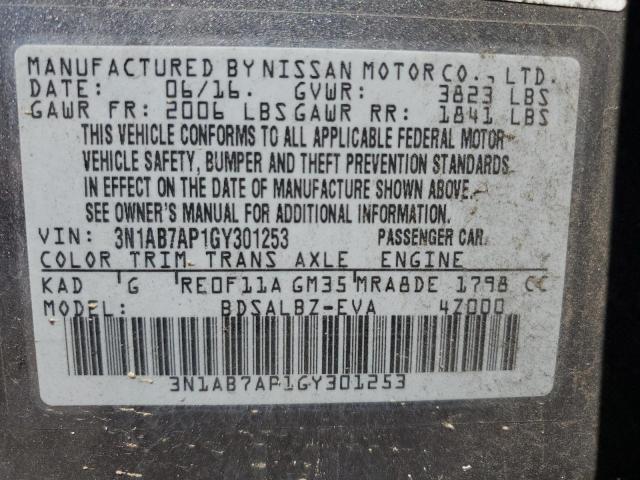 MANUFACTURED BY NISSAN MOTOR CO., LTD.
DATE: 06/16. GVWR: 3823 LBS
GAWR FR: 2006 LBS GAWR RR: 1841 LBS
THIS VEHICLE CONFORMS TO ALL APPLICABLE FEDERAL MOTOR
VEHICLE SAFETY, BUMPER AND THEFT PREVENTION STANDARDS
IN EFFECT ON THE DATE OF MANUFACTURE SHOWN ABOVE.
SEE OWNER'S MANUAL FOR ADDITIONAL INFORMATION.
VIN: 3N1AB7AP1GY301253 PASSENGER CAR
COLOR TRIM TRANS AXLE ENGINE
KAD G RE0F11A GM35 MRA8DE 1798 CC
MODEL: BDSALBZ-EVA 4Z000
3N1AB7AP1GY301253